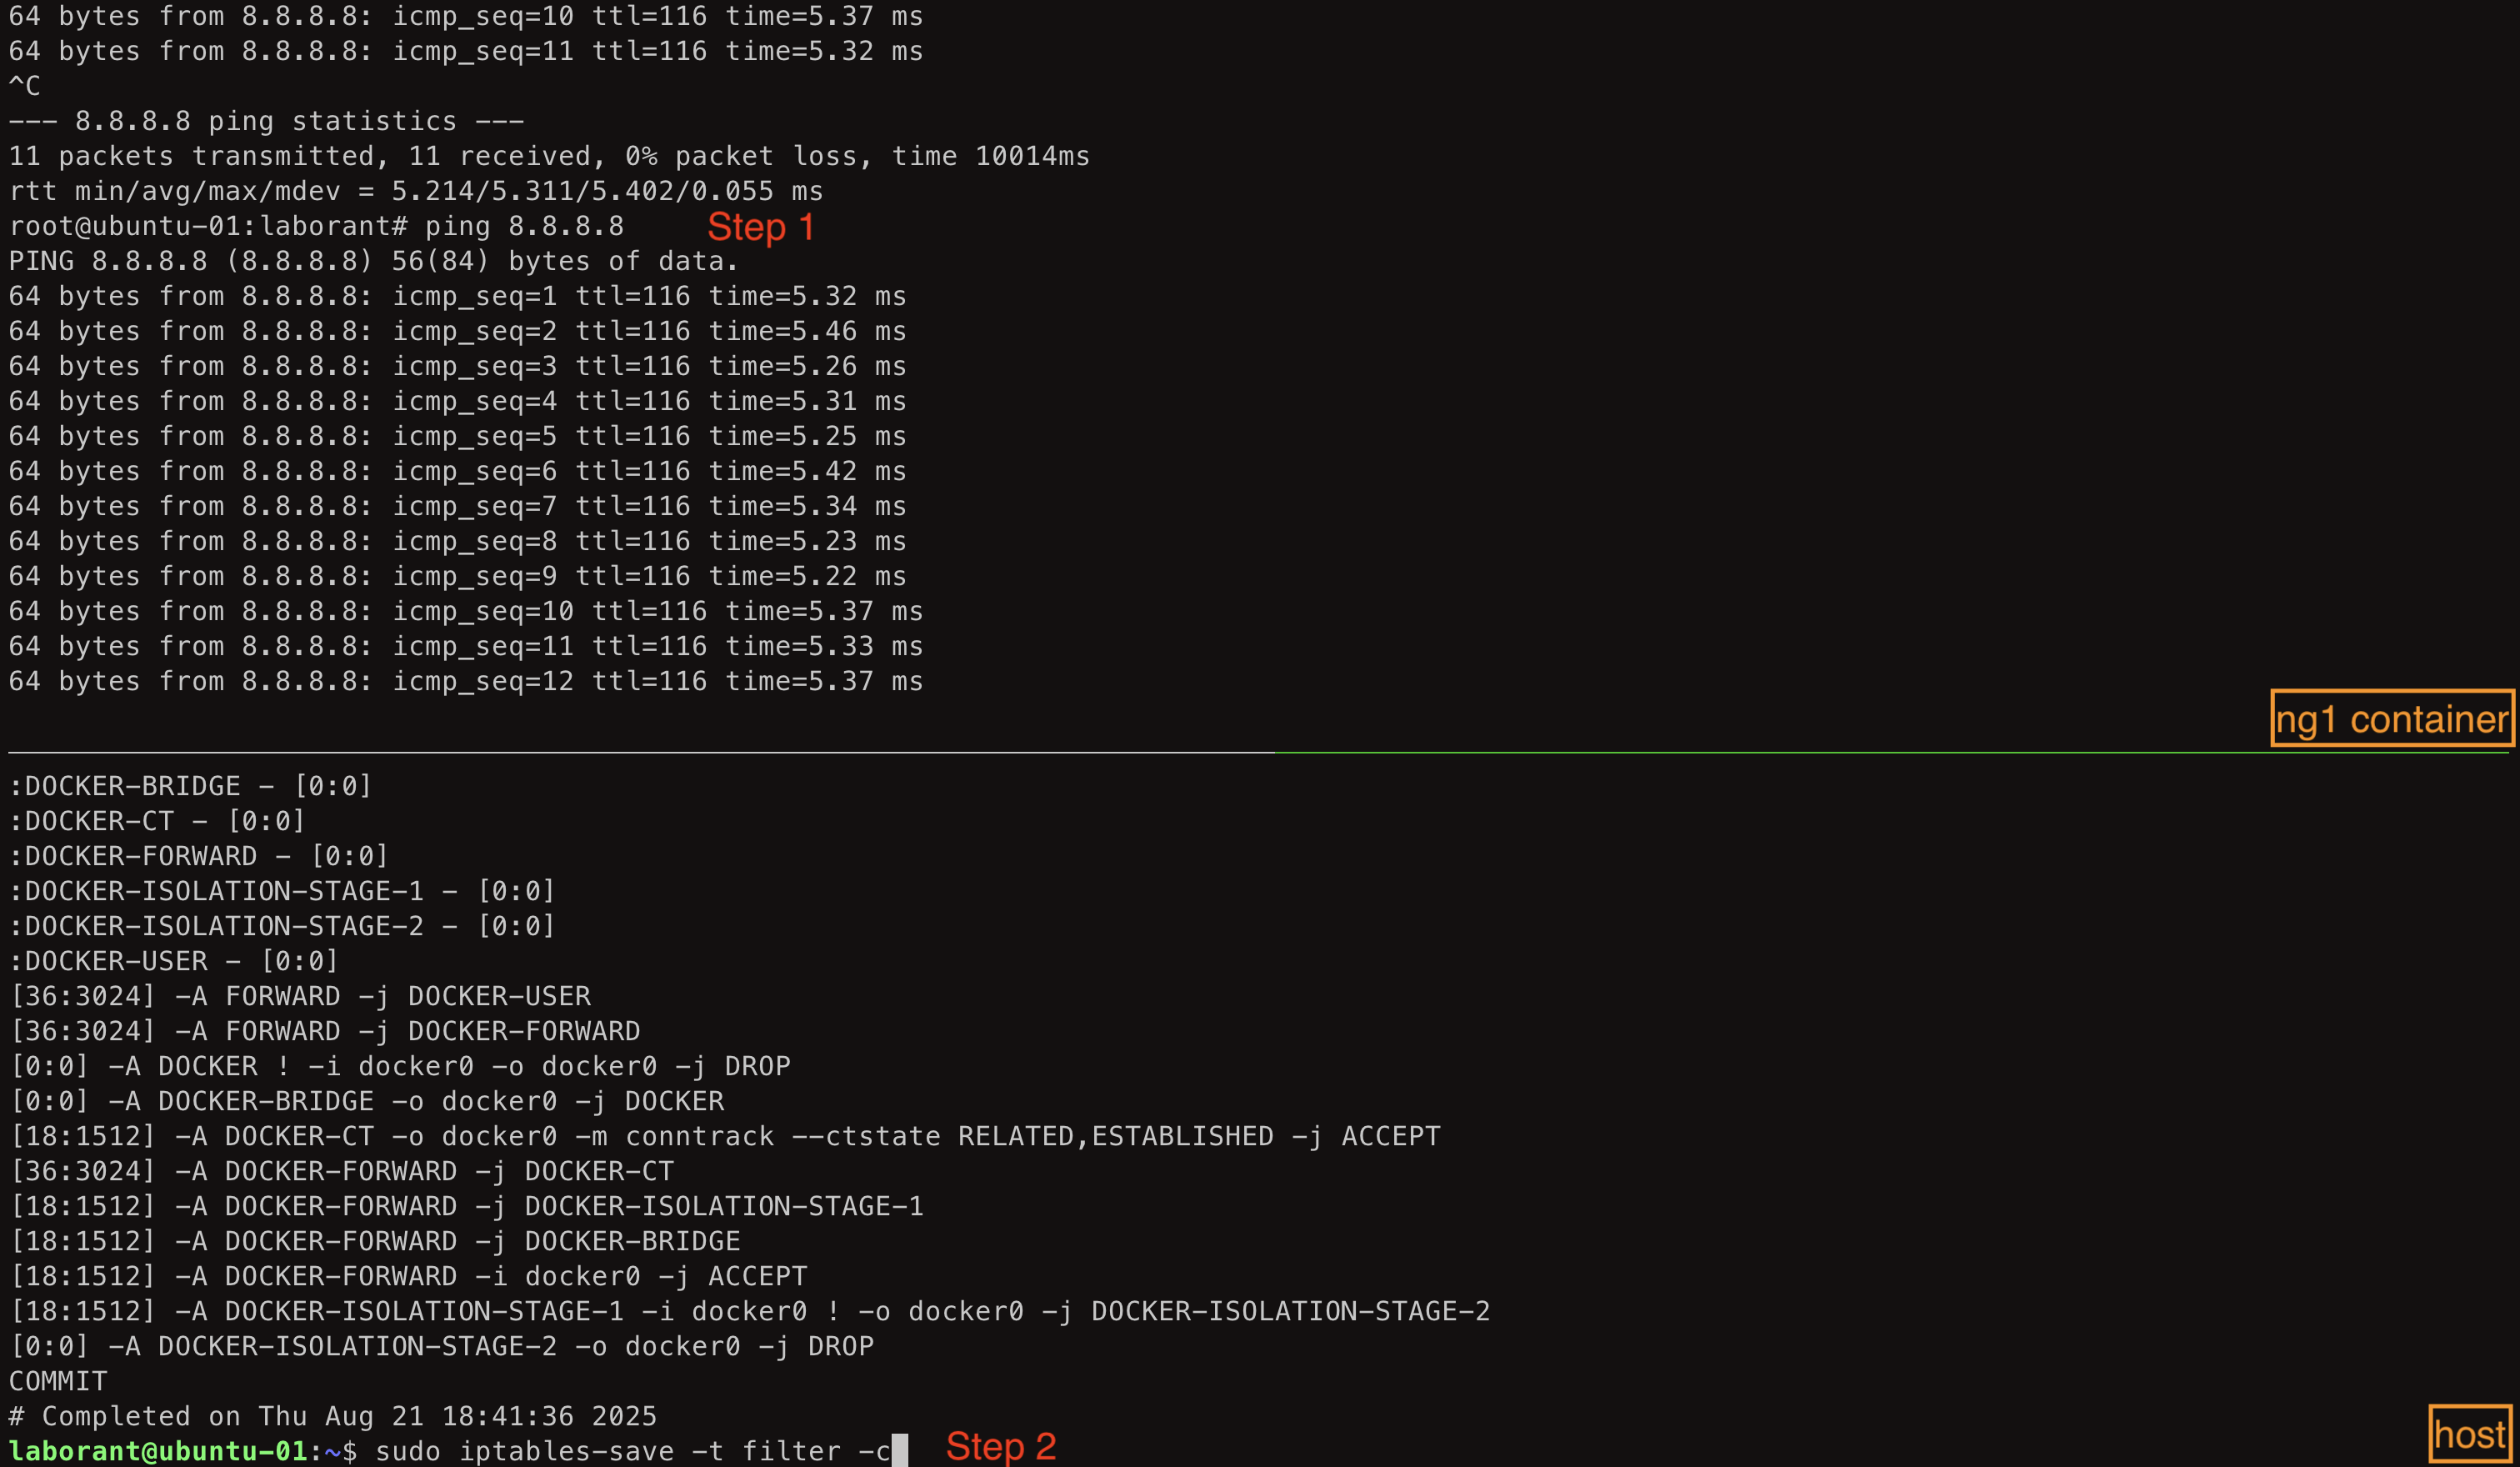 64 bytes from 8.8.8.8: icmp_seq=10 ttl=116 time=5.37 ms
64 bytes from 8.8.8.8: icmp_seq=11 ttl=116 time=5.32 ms
^C
--- 8.8.8.8 ping statistics ---
11 packets transmitted, 11 received, 0% packet loss, time 10014ms
rtt min/avg/max/mdev = 5.214/5.311/5.402/0.055 ms
root@ubuntu-01:laborant# ping 8.8.8.8 Step 1
PING 8.8.8.8 (8.8.8.8) 56(84) bytes of data.
64 bytes from 8.8.8.8: icmp_seq=1 ttl=116 time=5.32 ms
64 bytes from 8.8.8.8: icmp_seq=2 ttl=116 time=5.46 ms
64 bytes from 8.8.8.8: icmp_seq=3 ttl=116 time=5.26 ms
64 bytes from 8.8.8.8: icmp_seq=4 ttl=116 time=5.31 ms
64 bytes from 8.8.8.8: icmp_seq=5 ttl=116 time=5.25 ms
64 bytes from 8.8.8.8: icmp_seq=6 ttl=116 time=5.42 ms
64 bytes from 8.8.8.8: icmp_seq=7 ttl=116 time=5.34 ms
64 bytes from 8.8.8.8: icmp_seq=8 ttl=116 time=5.23 ms
64 bytes from 8.8.8.8: icmp_seq=9 ttl=116 time=5.22 ms
64 bytes from 8.8.8.8: icmp_seq=10 ttl=116 time=5.37 ms
64 bytes from 8.8.8.8: icmp_seq=11 ttl=116 time=5.33 ms
64 bytes from 8.8.8.8: icmp_seq=12 ttl=116 time=5.37 ms
ng1 container
:DOCKER-BRIDGE - [0:0]
:DOCKER-CT - [0:0]
:DOCKER-FORWARD - [0:0]
:DOCKER-ISOLATION-STAGE-1 - [0:0]
:DOCKER-ISOLATION-STAGE-2 - [0:0]
:DOCKER-USER - [0:0]
[36:3024] -A FORWARD -j DOCKER-USER
[36:3024] -A FORWARD -j DOCKER-FORWARD
[0:0] -A DOCKER ! -i docker0 -o docker0 -j DROP
[0:0] -A DOCKER-BRIDGE -o docker0 -j DOCKER
[18:1512] -A DOCKER-CT -o docker0 -m conntrack --ctstate RELATED,ESTABLISHED -j ACCEPT
[36:3024] -A DOCKER-FORWARD -j DOCKER-CT
[18:1512] -A DOCKER-FORWARD -j DOCKER-ISOLATION-STAGE-1
[18:1512] -A DOCKER-FORWARD -j DOCKER-BRIDGE
[18:1512] -A DOCKER-FORWARD -i docker0 -j ACCEPT
[18:1512] -A DOCKER-ISOLATION-STAGE-1 -i docker0 ! -o docker0 -j DOCKER-ISOLATION-STAGE-2
[0:0] -A DOCKER-ISOLATION-STAGE-2 -o docker0 -j DROP
COMMIT
# Completed on Thu Aug 21 18:41:36 2025
laborant@ubuntu-01:~$ sudo iptables-save -t filter -c Step 2
host